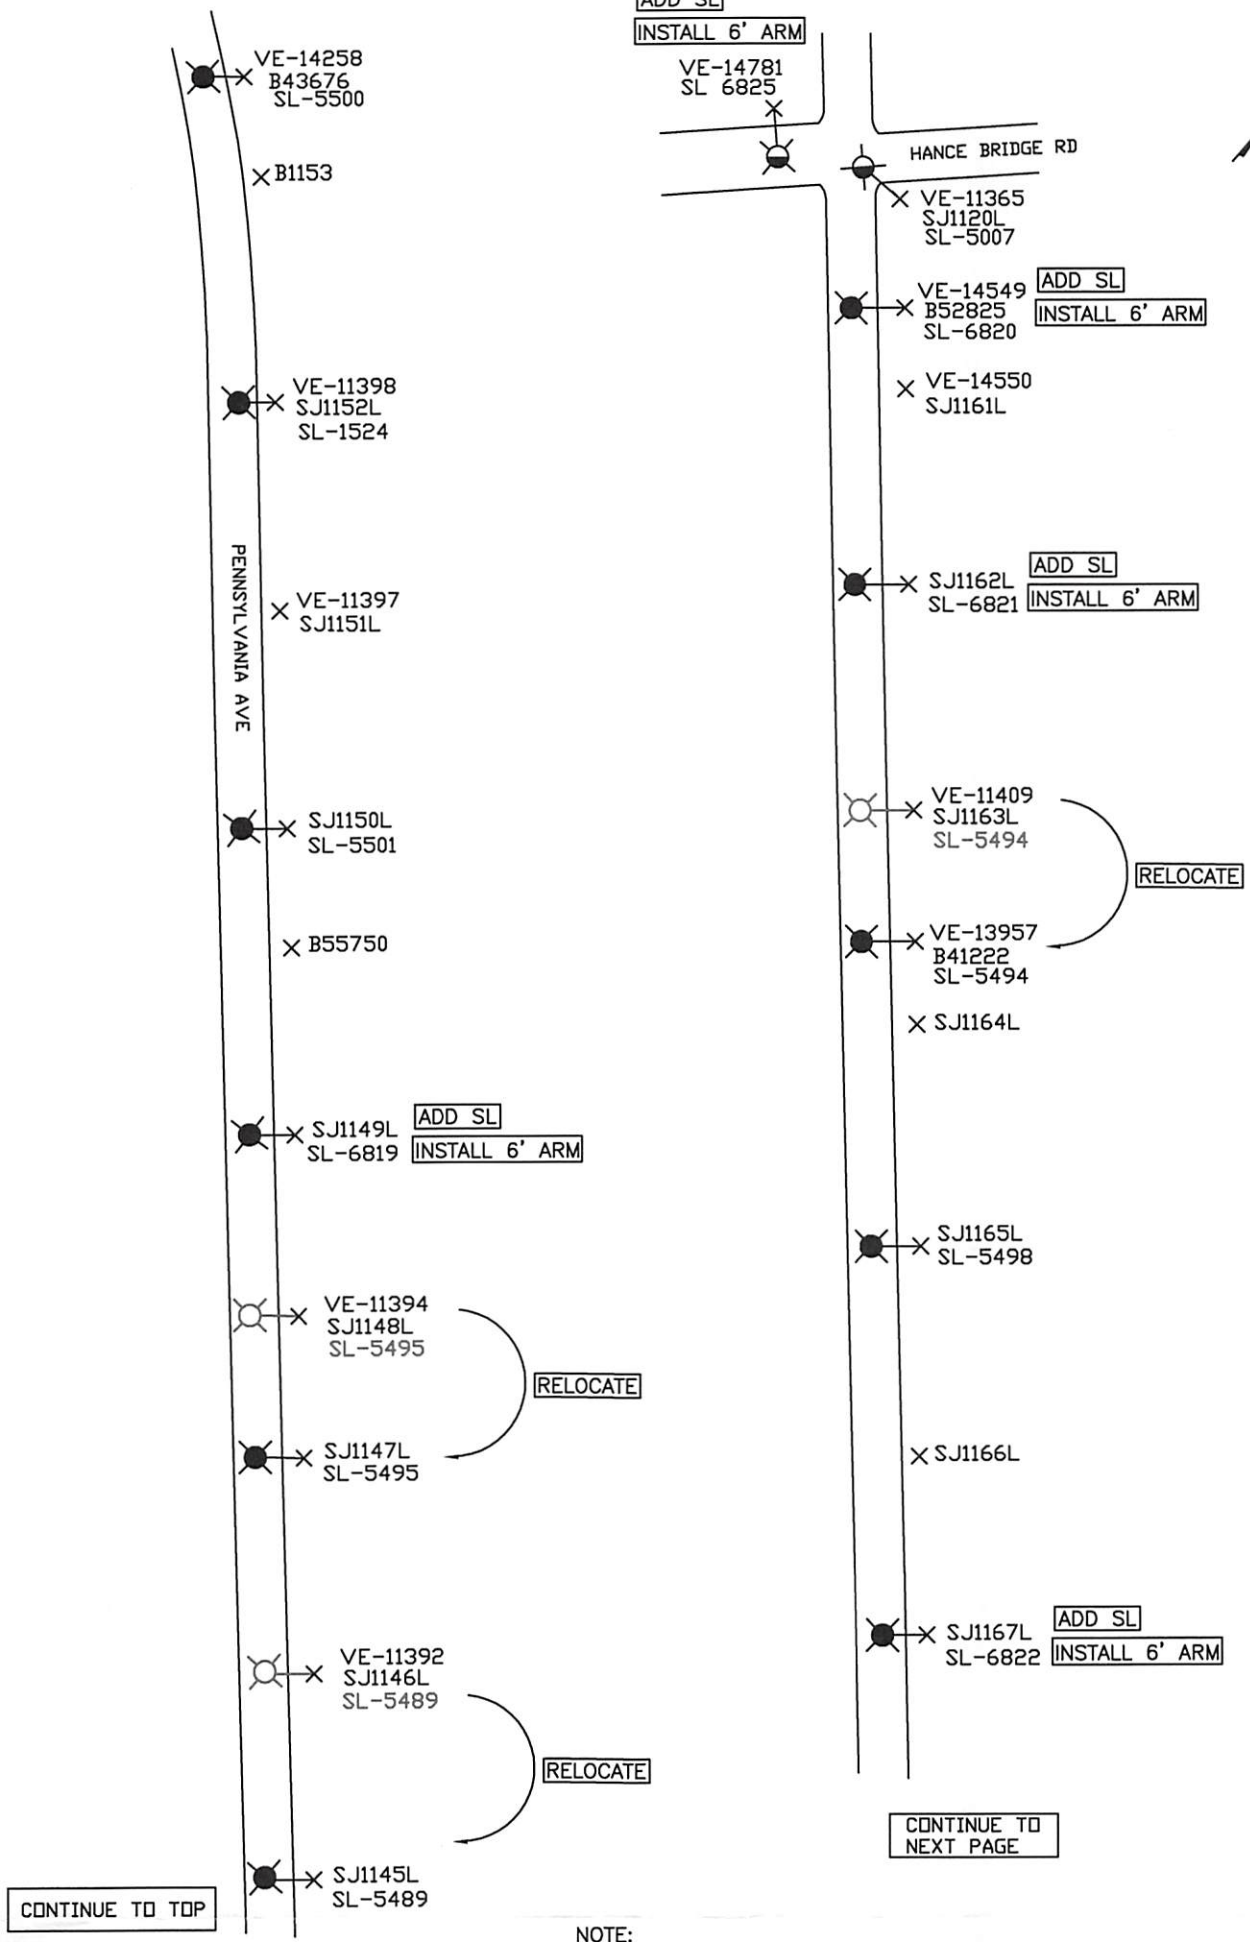 VE-14258
B43676
SL-5500
B1153
VE-11398
SJ1152L
SL-1524
PENNSYLVANIA AVE
VE-11397
SJ1151L
SJ1150L
SL-5501
B55750
SJ1149L
SL-6819
ADD SL
INSTALL 6' ARM
VE-11394
SJ1148L
SL-5495
RELOCATE
SJ1147L
SL-5495
VE-11392
SJ1146L
SL-5489
RELOCATE
SJ1145L
SL-5489
CONTINUE TO TOP
ADD SL
INSTALL 6' ARM
VE-14781
SL 6825
HANCE BRIDGE RD
VE-11365
SJ1120L
SL-5007
VE-14549
B52825
SL-6820
ADD SL
INSTALL 6' ARM
VE-14550
SJ1161L
SJ1162L
SL-6821
ADD SL
INSTALL 6' ARM
VE-11409
SJ1163L
SL-5494
RELOCATE
VE-13957
B41222
SL-5494
SJ1164L
SJ1165L
SL-5498
SJ1166L
SJ1167L
SL-6822
ADD SL
INSTALL 6' ARM
CONTINUE TO
NEXT PAGE
NOTE: